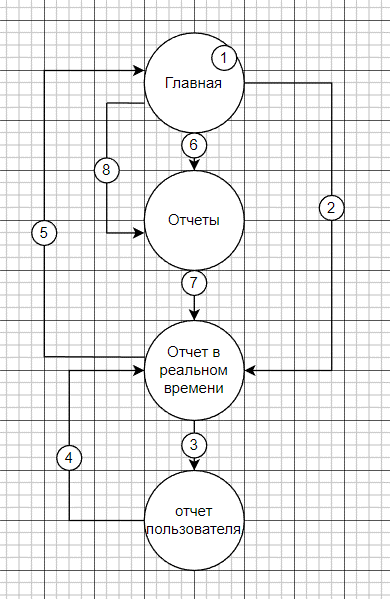 1
Главная
6
8
2
Отчеты
5
7
Отчет в
реальном
времени
3
4
отчет
пользователя